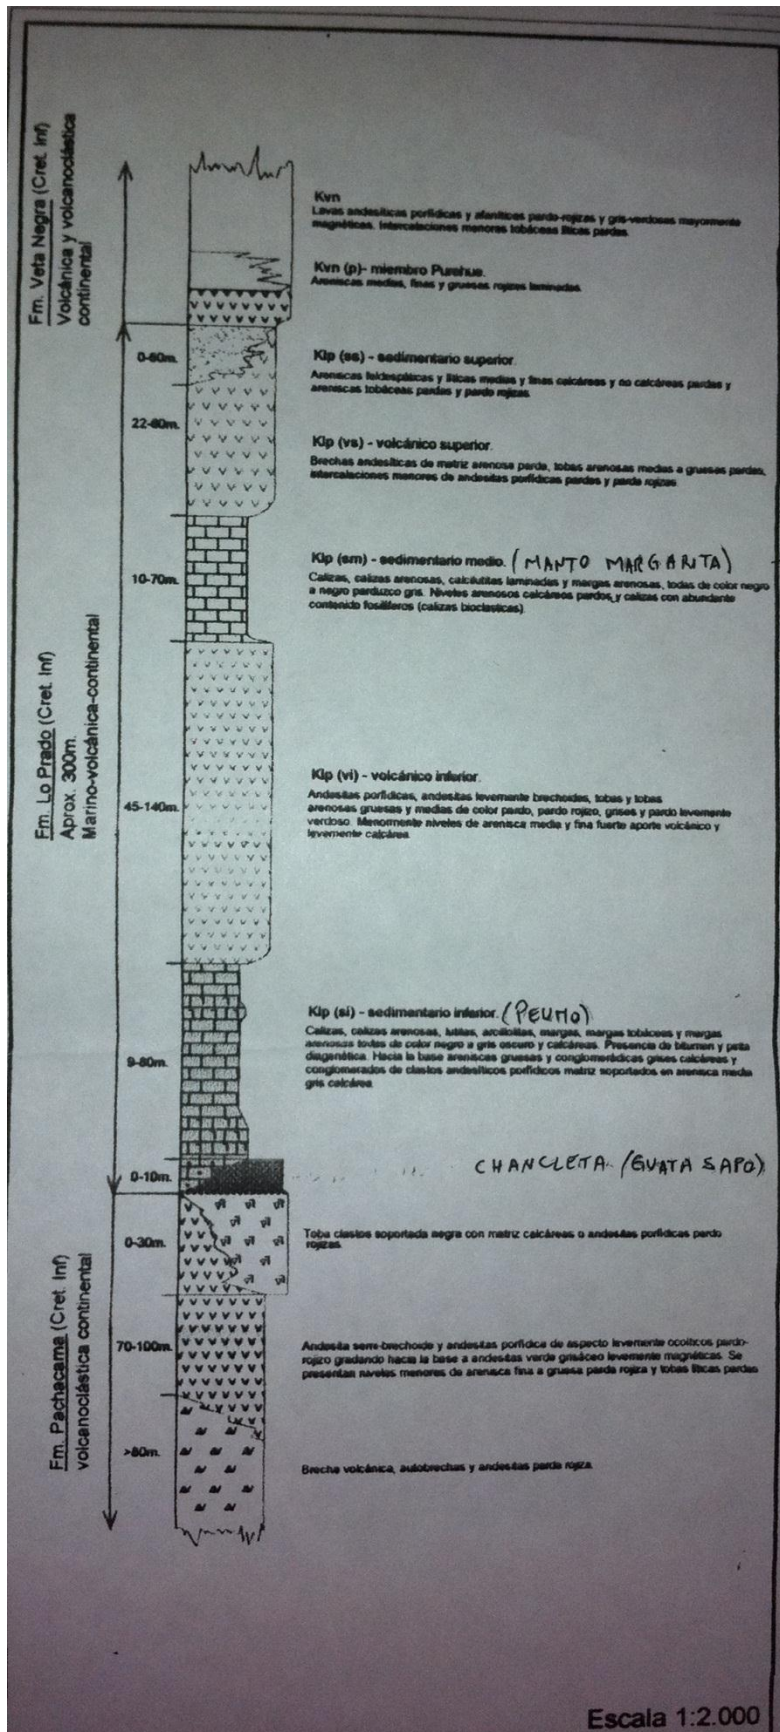 Fm. Veta Negra (Cret. Inf)
Volcánica y volcanoclástica
continental
Kvn
Lavas andesíticas porfídicas y afaníticas pardo-rojizas y gris-verdosas mayormente
magnéticas. Intercalaciones menores tobáceas líticas pardas.
Kvn (p)- miembro Purehue.
Areniscas medias, finas y gruesas rojizas laminadas.
Fm. Lo Prado (Cret. Inf)
Aprox. 300m.
Marino-volcánica-continental
0-60m.
Klp (ss) - sedimentario superior.
Areniscas feldespáticas y líticas medias y finas calcáreas y no calcáreas pardas y
areniscas tobáceas pardas y pardo rojizas
22-80m.
Klp (vs) - volcánico superior.
Brechas andesíticas de matriz arenosa parda, tobas arenosas medias a gruesas pardas,
intercalaciones menores de andesitas porfídicas pardas y pardo rojizas
10-70m.
Klp (sm) - sedimentario medio. (MANTO MARGARITA)
Calizas, calizas arenosas, calcilutitas laminadas y margas arenosas, todas de color negro
a negro parduzco gris. Niveles arenosos calcáreos pardos y calizas con abundante
contenido fosilíferos (calizas bioclasticas).
45-140m.
Klp (vi) - volcánico inferior.
Andesitas porfídicas, andesitas levemente brechoides, tobas y tobas
arenosas gruesas y medias de color pardo, pardo rojizo, grises y pardo levemente
verdoso. Menormente niveles de arenisca media y fina fuerte aporte volcánico y
levemente calcárea.
9-80m.
Klp (si) - sedimentario inferior. (PEUMO)
Calizas, calizas arenosas, lutitas, arcillolitas, margas, margas tobáceas y margas
arenosas todas de color negro a gris oscuro y calcáreas. Presencia de bitumen y pirita
diagenética. Hacia la base areniscas gruesas y conglomerádicas grises calcáreas y
conglomerados de clastos andesíticos porfídicos matriz soportados en arenisca media
gris calcárea.
0-10m.
CHANCLETA (GUATA SAPO)
Fm. Pachacama (Cret. Inf)
volcanoclástica continental
0-30m.
Toba clastos soportada negra con matriz calcáreas o andesitas porfídicas pardo
rojizas.
70-100m.
Andesita semi-brechoide y andesitas porfídica de aspecto levemente ocoíticos pardo-
rojizo gradando hacia la base a andesitas verde grisáceo levemente magnéticas. Se
presentan niveles menores de arenisca fina a gruesa parda rojiza y tobas líticas pardas
>80m.
Brecha volcánica, autobrechas y andesitas parda rojiza.
Escala 1:2.000